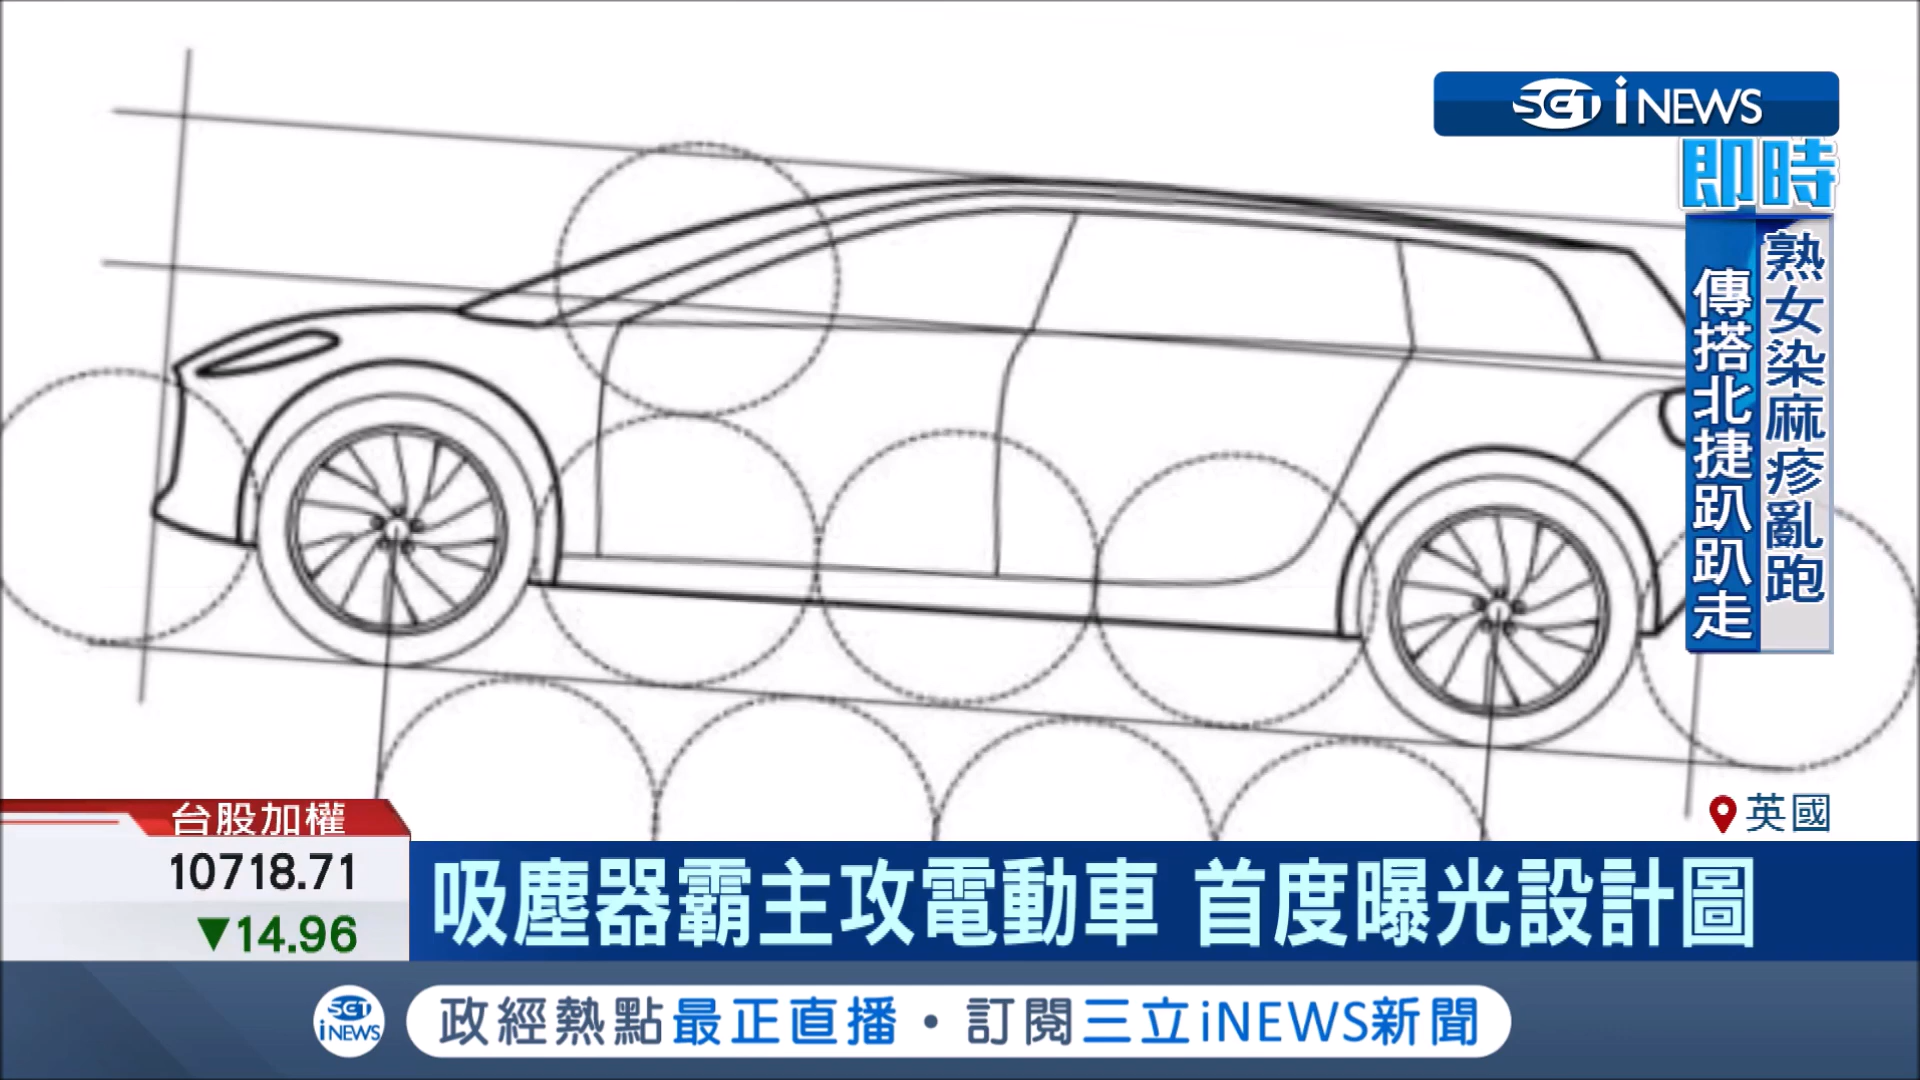 SET iNEWS
即時
熟女染麻疹亂跑
傳搭北捷趴趴走
英國
台股加權
10718.71
▼14.96
吸塵器霸主攻電動車 首度曝光設計圖
SET iNEWS
政經熱點最正直播・訂閱三立iNEWS新聞